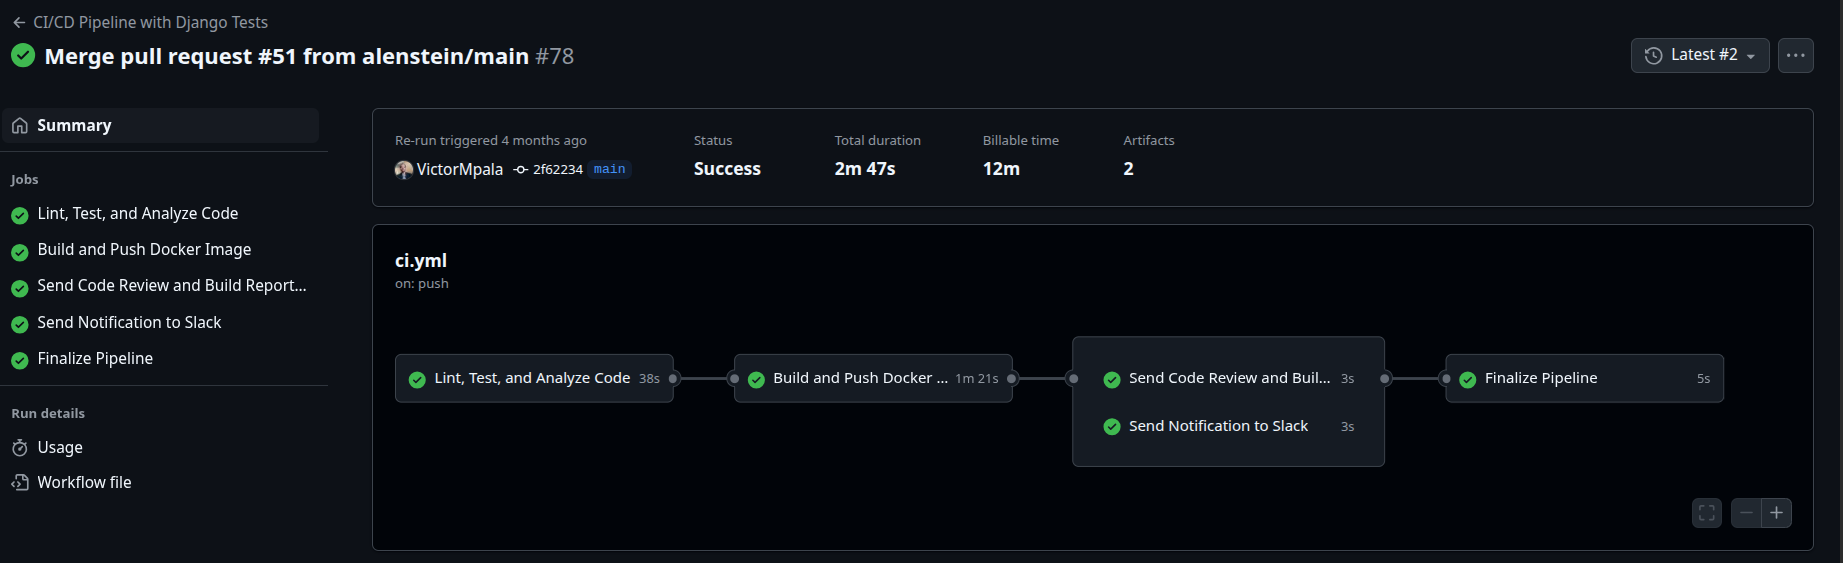 CI/CD Pipeline with Django Tests
Merge pull request #51 from alenstein/main #78
Latest #2
Summary
Jobs
Lint, Test, and Analyze Code
Build and Push Docker Image
Send Code Review and Build Report...
Send Notification to Slack
Finalize Pipeline
Run details
Usage
Workflow file
Re-run triggered 4 months ago
VictorMpala 2f62234 main
Status
Success
Total duration
2m 47s
Billable time
12m
Artifacts
2
ci.yml
on: push
Lint, Test, and Analyze Code 38s
Build and Push Docker ... 1m 21s
Send Code Review and Buil... 3s
Send Notification to Slack 3s
Finalize Pipeline 5s